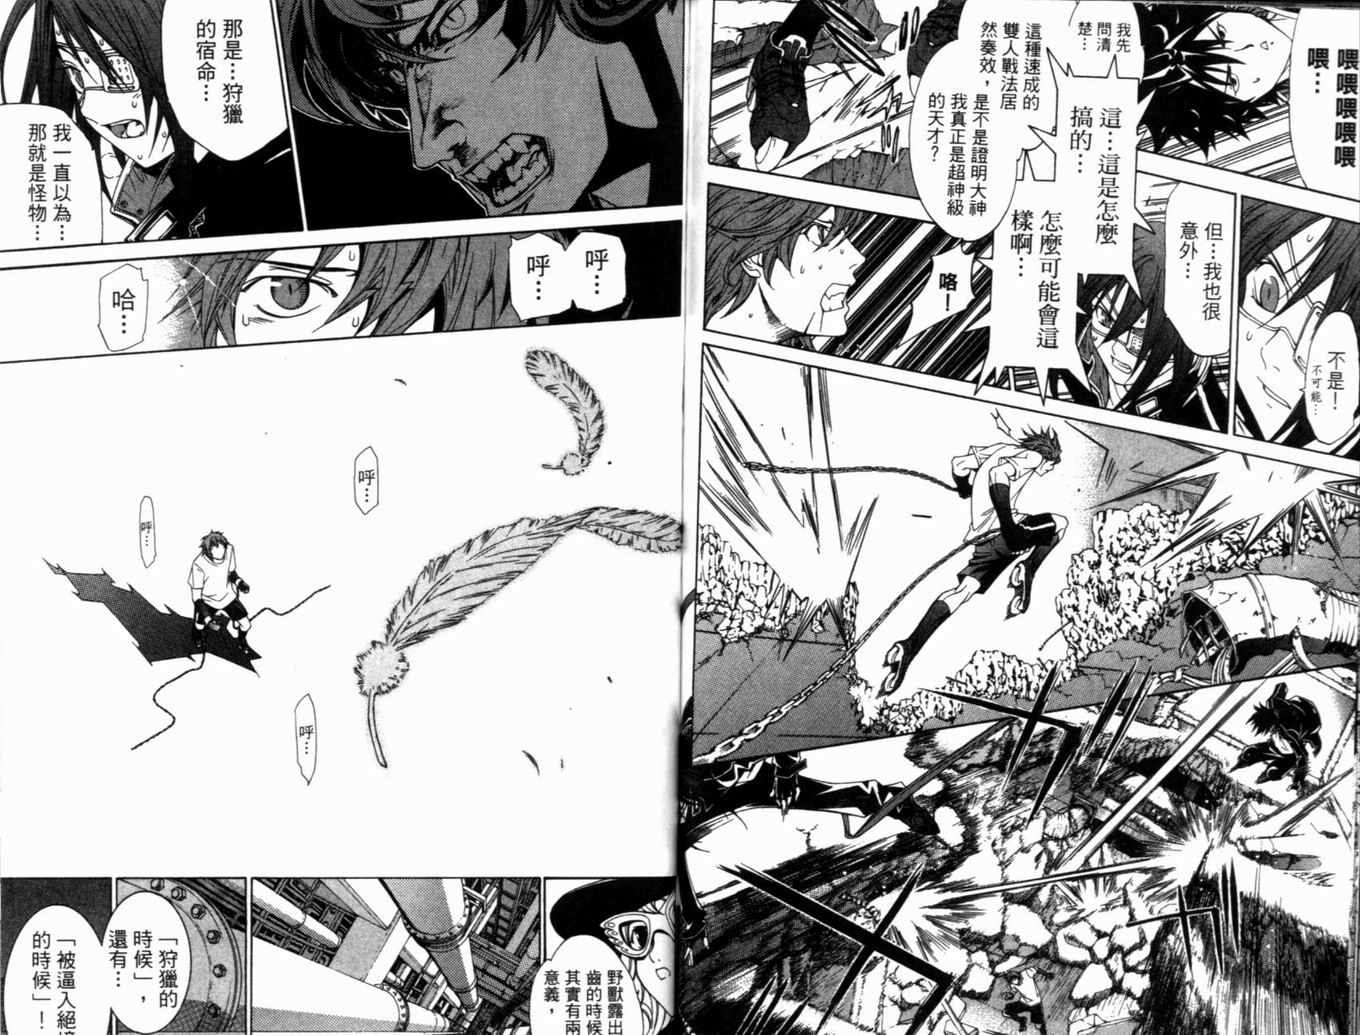 喂喂喂喂喂
喂…
我先
問清
楚…
這…這是怎麼
搞的…
怎麼可能會這
樣啊…
這種速成的
雙人戰法居
然奏效，
是不是證明大神
我真正是超神級
的天才？
但…我也很
意外…
不是！
不可能…
咯！
那是…狩獵
的宿命…
我一直以為…
那就是怪物…
呼…
呼…
哈…
呼…
呼…
呼…
野獸露出
齒的時候
其實有兩
意義，
「狩獵的
時候」，
還有…
「被逼入絕境
的時候」！